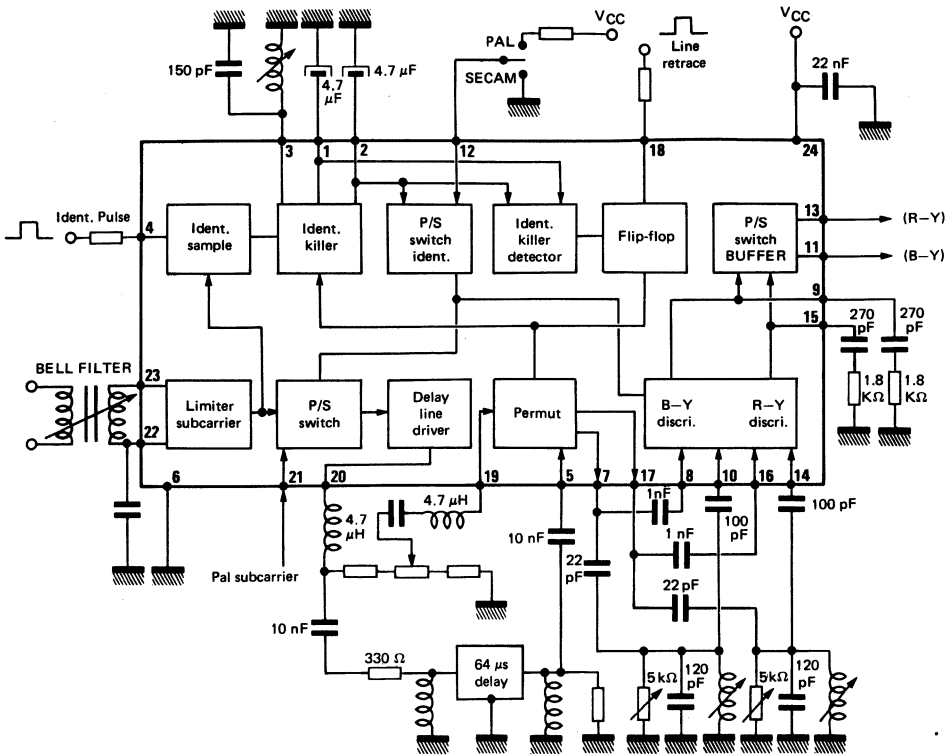 VCC
PAL
Line
retrace
SECAM
VCC
150 pF
4.7
μF
4.7 μF
22 nF
3
1
2
12
18
24
Ident. Pulse
4
Ident.
sample
Ident.
killer
P/S
switch
ident.
Ident.
killer
detector
Flip-flop
P/S
switch
BUFFER
13
(R–Y)
11
(B–Y)
9
15
270
pF
270
pF
BELL FILTER
23
22
Limiter
subcarrier
P/S
switch
Delay
line
driver
Permut
B–Y
discri.
R–Y
discri.
1.8
KΩ
1.8
KΩ
6
21
20
19
5
7
17
8
10
16
14
Pal subcarrier
4.7
μH
4.7 μH
10 nF
22
pF
1nF
1 nF
100
pF
100 pF
22 pF
10 nF
330 Ω
64 μs
delay
5kΩ
120
pF
5kΩ
120
pF